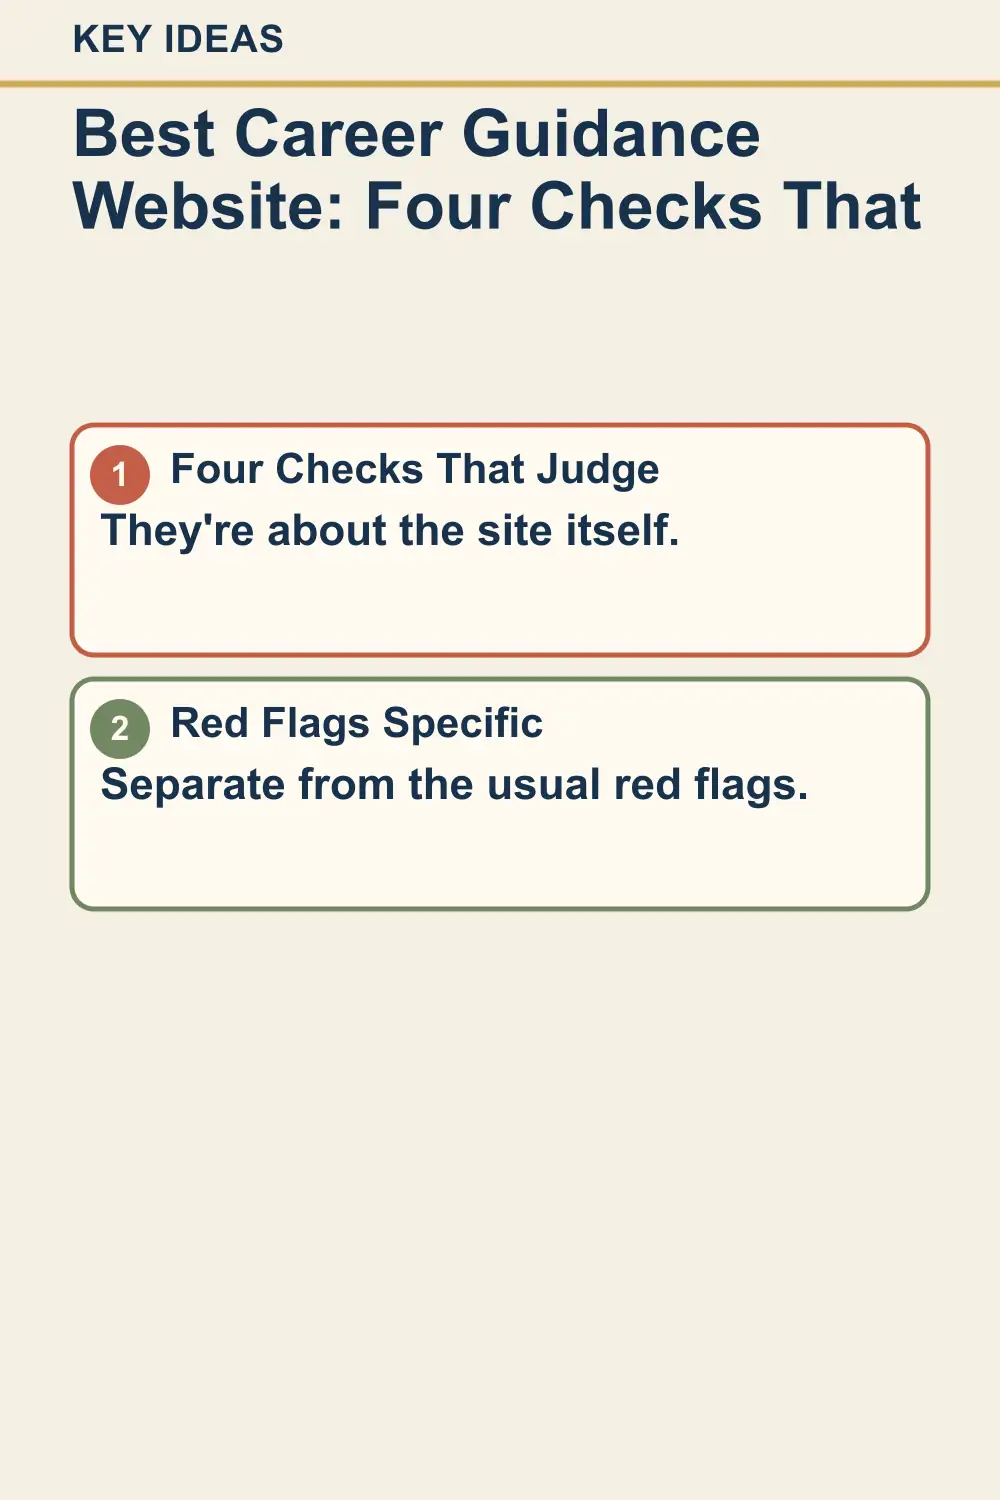 KEY IDEAS
Best Career Guidance
Website: Four Checks That
1 Four Checks That Judge
They're about the site itself.
2 Red Flags Specific
Separate from the usual red flags.